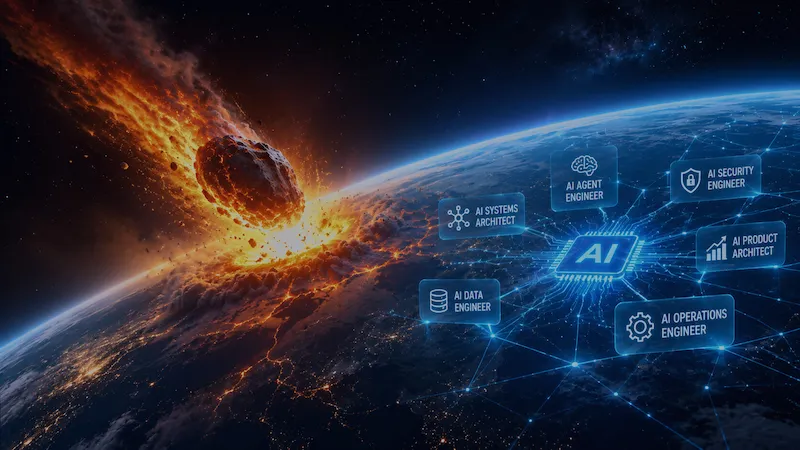 AI AGENT
ENGINEER
AI SECURITY
ENGINEER
AI SYSTEMS
ARCHITECT
AI
AI PRODUCT
ARCHITECT
AI DATA
ENGINEER
AI OPERATIONS
ENGINEER